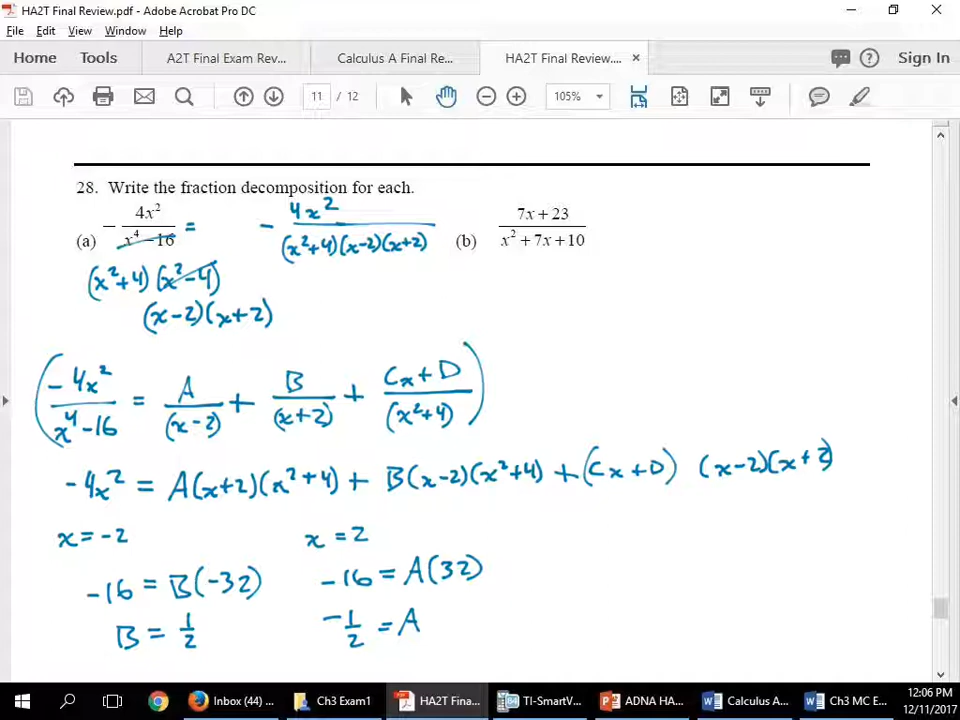 HA2T Final Review.pdf - Adobe Acrobat Pro DC
File Edit View Window Help
Home Tools A2T Final Exam Rev... Calculus A Final Re... HA2T Final Review.... × Sign In
11 / 12 105%
28. Write the fraction decomposition for each.
(a) - 4x² / x⁴ - 16 = - 4x² / (x²+4)(x-2)(x+2) (b) 7x + 23 / x² + 7x + 10
(x²+4)(x²-4)
(x-2)(x+2)
(-4x² / x⁴-16 = A / (x-2) + B / (x+2) + Cx+D / (x²+4))
-4x² = A(x+2)(x²+4) + B(x-2)(x²+4) + (Cx+D) (x-2)(x+2)
x = -2 x = 2
-16 = B(-32) -16 = A(32)
B = 1/2 -1/2 = A
Inbox (44) ... Ch3 Exam1 HA2T Fina... TI-SmartV... ADNA HA... Calculus A... Ch3 MC E... 12:06 PM
12/11/2017